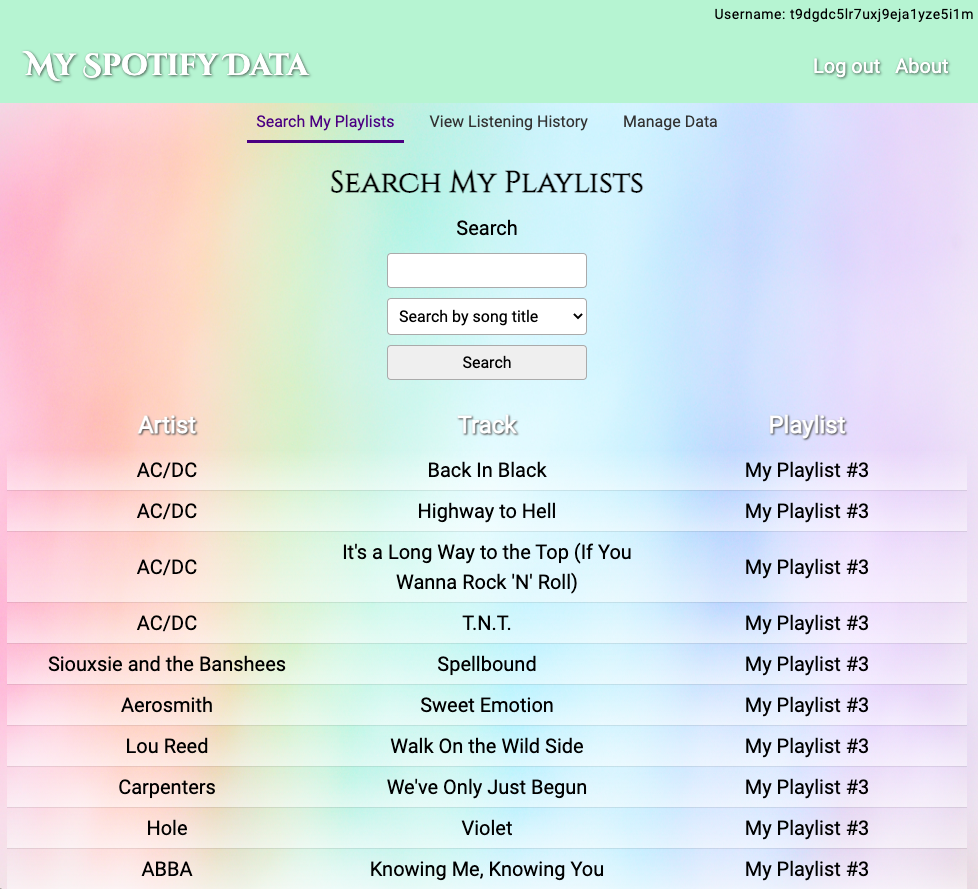 Username: t9dgdc5lr7uxj9eja1yze5i1m
My Spotify Data
Log out About
Search My Playlists View Listening History Manage Data
Search My Playlists
Search
Search by song title
Search
Artist Track Playlist
AC/DC Back In Black My Playlist #3
AC/DC Highway to Hell My Playlist #3
It's a Long Way to the Top (If You
AC/DC My Playlist #3
Wanna Rock 'N' Roll)
AC/DC T.N.T. My Playlist #3
Siouxsie and the Banshees Spellbound My Playlist #3
Aerosmith Sweet Emotion My Playlist #3
Lou Reed Walk On the Wild Side My Playlist #3
Carpenters We've Only Just Begun My Playlist #3
Hole Violet My Playlist #3
ABBA Knowing Me, Knowing You My Playlist #3